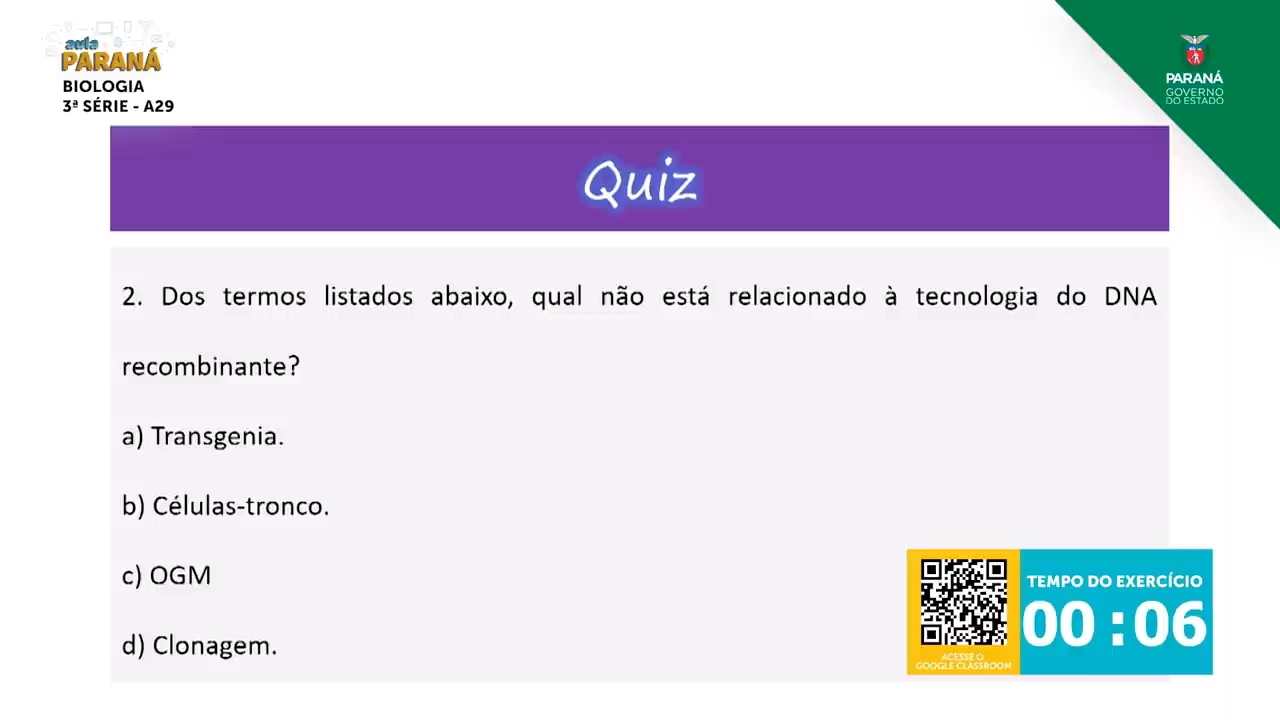 aula
PARANÁ
BIOLOGIA
3ª SÉRIE - A29
PARANÁ
GOVERNO
DO ESTADO
Quiz
2. Dos termos listados abaixo, qual não está relacionado à tecnologia do DNA
recombinante?
a) Transgenia.
b) Células-tronco.
c) OGM
d) Clonagem.
TEMPO DO EXERCÍCIO
00 : 06
ACESSE O
GOOGLE CLASSROOM